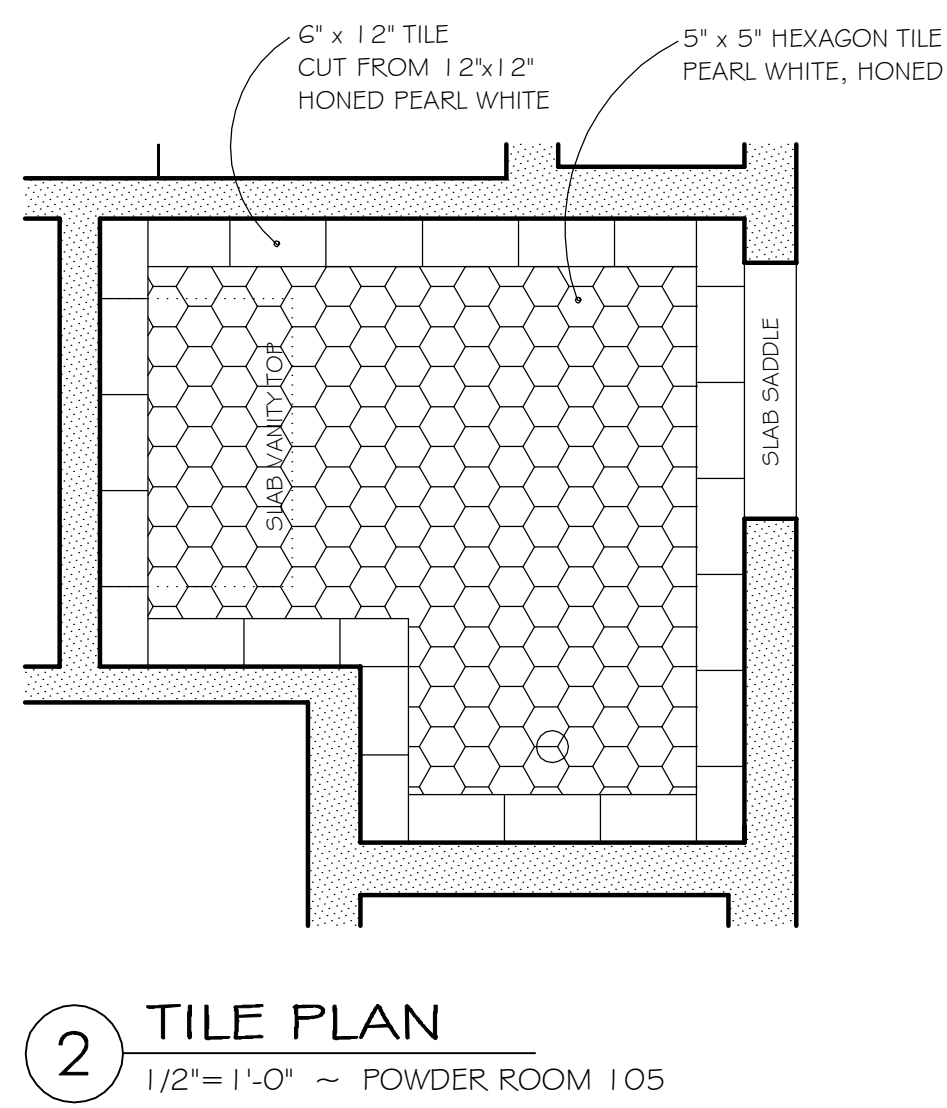 6" x 12" TILE
CUT FROM 12"x12"
HONED PEARL WHITE
5" x 5" HEXAGON TILE
PEARL WHITE, HONED
SLAB VANITY TOP
SLAB SADDLE
2
TILE PLAN
1/2"=1'-0" ~ POWDER ROOM 105